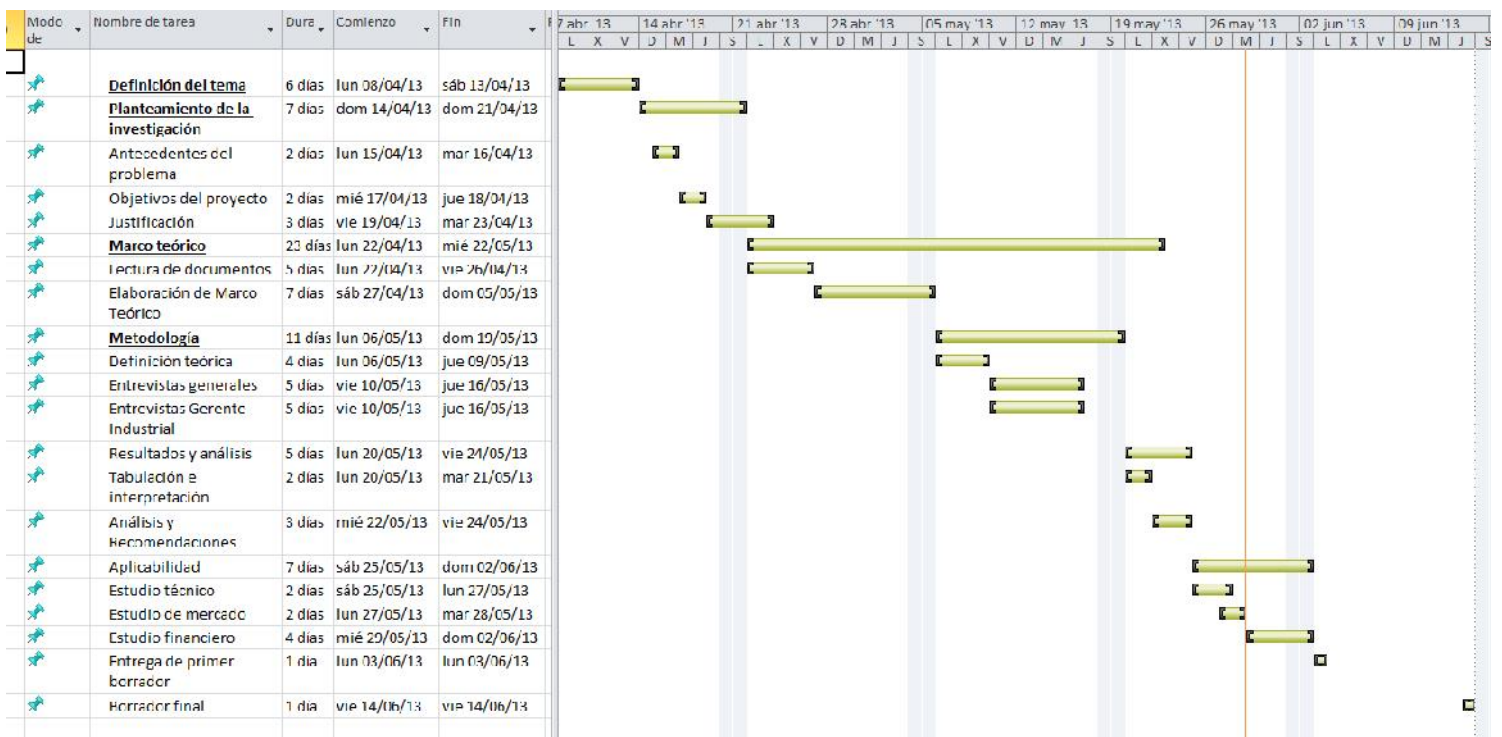 Modo de Nombre de tarea Dura Comienzo Fin 7 abr '13 14 abr '13 21 abr '13 28 abr '13 05 may '13 12 may '13 19 may '13 26 may '13 02 jun '13 09 jun '13
L X V D M J S L X V D M J S L X V D M J S L X V D M J S L X V D M J S
Definición del tema 6 días lun 08/04/13 sáb 13/04/13
Planteamiento de la 7 días dom 14/04/13 dom 21/04/13
investigación
Antecedentes del 2 días lun 15/04/13 mar 16/04/13
problema
Objetivos del proyecto 2 días mié 17/04/13 jue 18/04/13
Justificación 3 días vie 19/04/13 mar 23/04/13
Marco teórico 23 días lun 22/04/13 mié 22/05/13
Lectura de documentos 5 días lun 22/04/13 vie 26/04/13
Elaboración de Marco 7 días sáb 27/04/13 dom 05/05/13
Teórico
Metodología 11 días lun 06/05/13 dom 19/05/13
Definición teórica 4 días lun 06/05/13 jue 09/05/13
Entrevistas generales 5 días vie 10/05/13 jue 16/05/13
Entrevistas Gerente 5 días vie 10/05/13 jue 16/05/13
Industrial
Resultados y análisis 5 días lun 20/05/13 vie 24/05/13
Tabulación e 2 días lun 20/05/13 mar 21/05/13
interpretación
Análisis y 3 días mié 22/05/13 vie 24/05/13
Recomendaciones
Aplicabilidad 7 días sáb 25/05/13 dom 02/06/13
Estudio técnico 2 días sáb 25/05/13 lun 27/05/13
Estudio de mercado 2 días lun 27/05/13 mar 28/05/13
Estudio financiero 4 días mié 29/05/13 dom 02/06/13
Entrega de primer 1 día lun 03/06/13 lun 03/06/13
borrador
Borrador final 1 día vie 14/06/13 vie 14/06/13